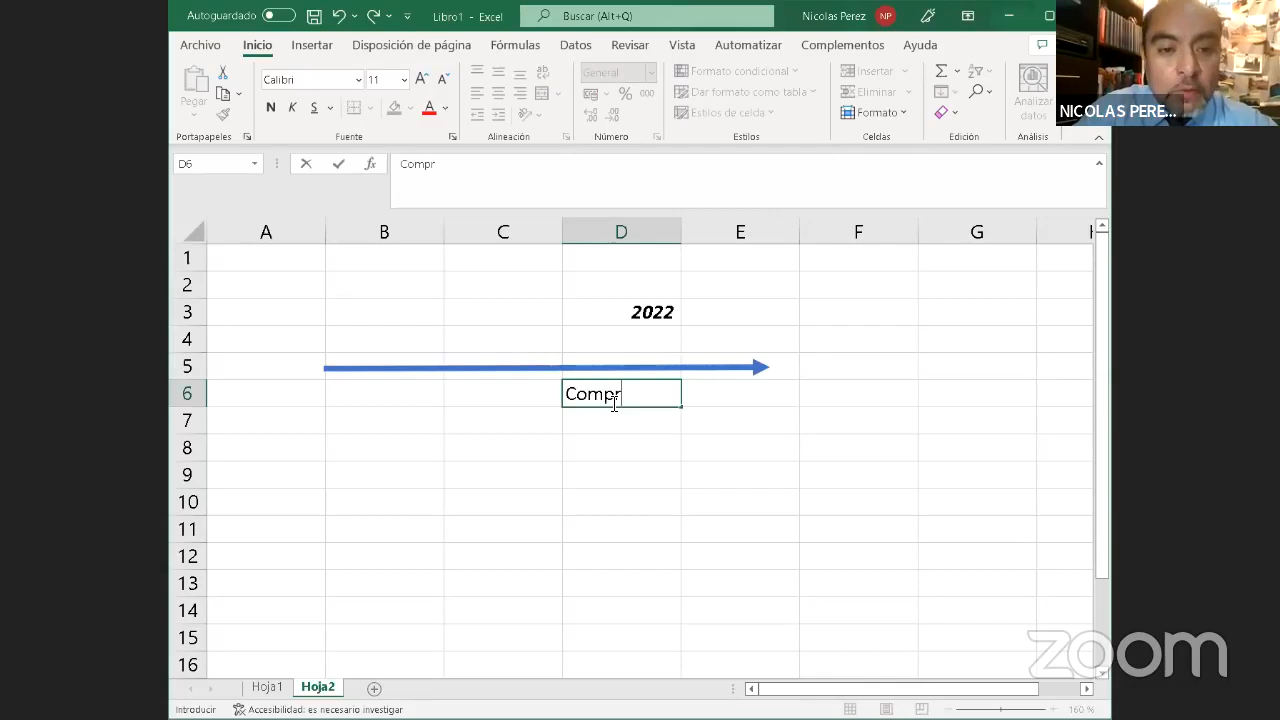 Autoguardado
Libro1 - Excel
Buscar (Alt+Q)
Nicolas Perez
NP
Archivo
Inicio
Insertar
Disposición de página
Fórmulas
Datos
Revisar
Vista
Automatizar
Complementos
Ayuda
Pegar
Calibri
11
A A
N K S A
General
% 000
Formato condicional
Dar formato como tabla
Estilos de celda
Insertar
Eliminar
Formato
Analizar
datos
Portapapeles
Fuente
Alineación
Número
Estilos
Celdas
Edición
Análisis
NICOLAS PERE...
D6
fx
Compr
A B C D E F G
1
2
3 2022
4
5
6 Compr
7
8
9
10
11
12
13
14
15
16
zoom
Hoja1
Hoja2
Introducir
Accesibilidad: es necesario investigar
160 %